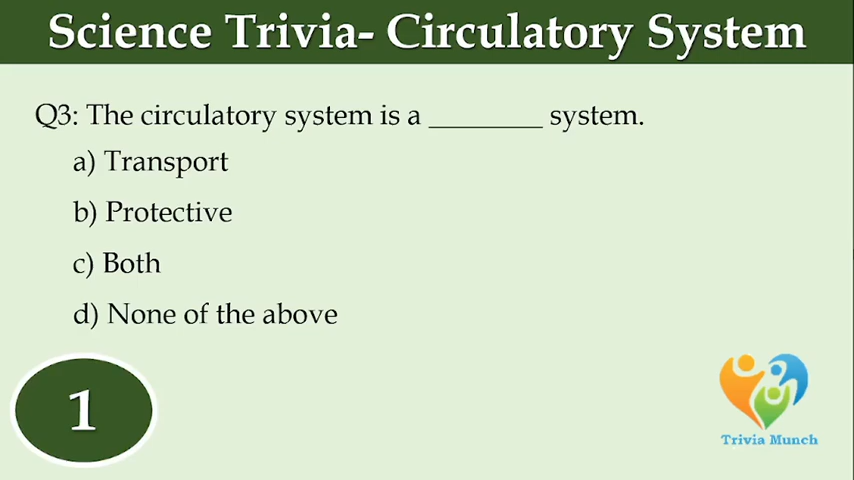 Science Trivia- Circulatory System
Q3: The circulatory system is a ________ system.
a) Transport
b) Protective
c) Both
d) None of the above
1
Trivia Munch